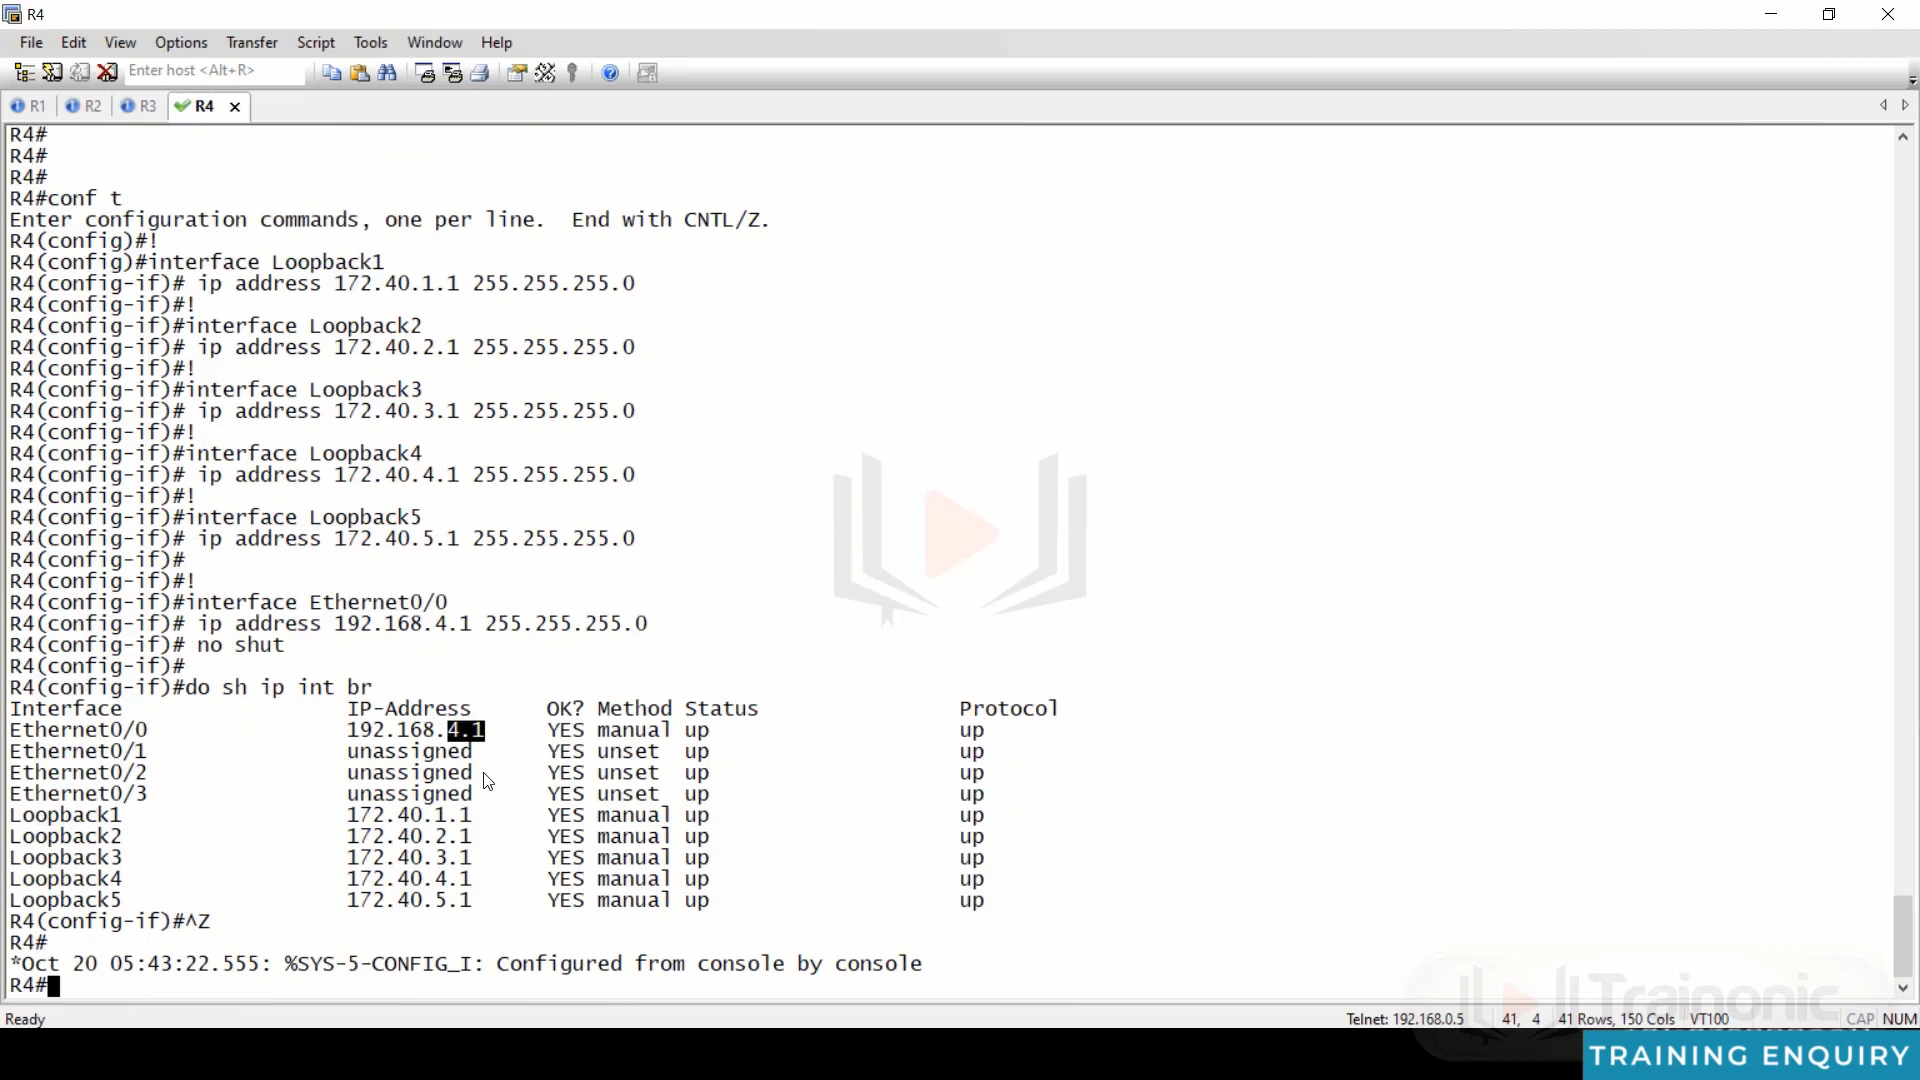 R4
File Edit View Options Transfer Script Tools Window Help
Enter host <Alt+R>
R1 R2 R3 R4
R4#
R4#
R4#
R4#conf t
Enter configuration commands, one per line.  End with CNTL/Z.
R4(config)#!
R4(config)#interface Loopback1
R4(config-if)# ip address 172.40.1.1 255.255.255.0
R4(config-if)#!
R4(config-if)#interface Loopback2
R4(config-if)# ip address 172.40.2.1 255.255.255.0
R4(config-if)#!
R4(config-if)#interface Loopback3
R4(config-if)# ip address 172.40.3.1 255.255.255.0
R4(config-if)#!
R4(config-if)#interface Loopback4
R4(config-if)# ip address 172.40.4.1 255.255.255.0
R4(config-if)#!
R4(config-if)#interface Loopback5
R4(config-if)# ip address 172.40.5.1 255.255.255.0
R4(config-if)#
R4(config-if)#!
R4(config-if)#interface Ethernet0/0
R4(config-if)# ip address 192.168.4.1 255.255.255.0
R4(config-if)# no shut
R4(config-if)#
R4(config-if)#do sh ip int br
Interface IP-Address OK? Method Status Protocol
Ethernet0/0 192.168.4.1 YES manual up up
Ethernet0/1 unassigned YES unset up up
Ethernet0/2 unassigned YES unset up up
Ethernet0/3 unassigned YES unset up up
Loopback1 172.40.1.1 YES manual up up
Loopback2 172.40.2.1 YES manual up up
Loopback3 172.40.3.1 YES manual up up
Loopback4 172.40.4.1 YES manual up up
Loopback5 172.40.5.1 YES manual up up
R4(config-if)#^Z
R4#
*Oct 20 05:43:22.555: %SYS-5-CONFIG_I: Configured from console by console
R4#
Trainonic
Ready Telnet: 192.168.0.5 41, 4 41 Rows, 150 Cols VT100 CAP NUM
TRAINING ENQUIRY